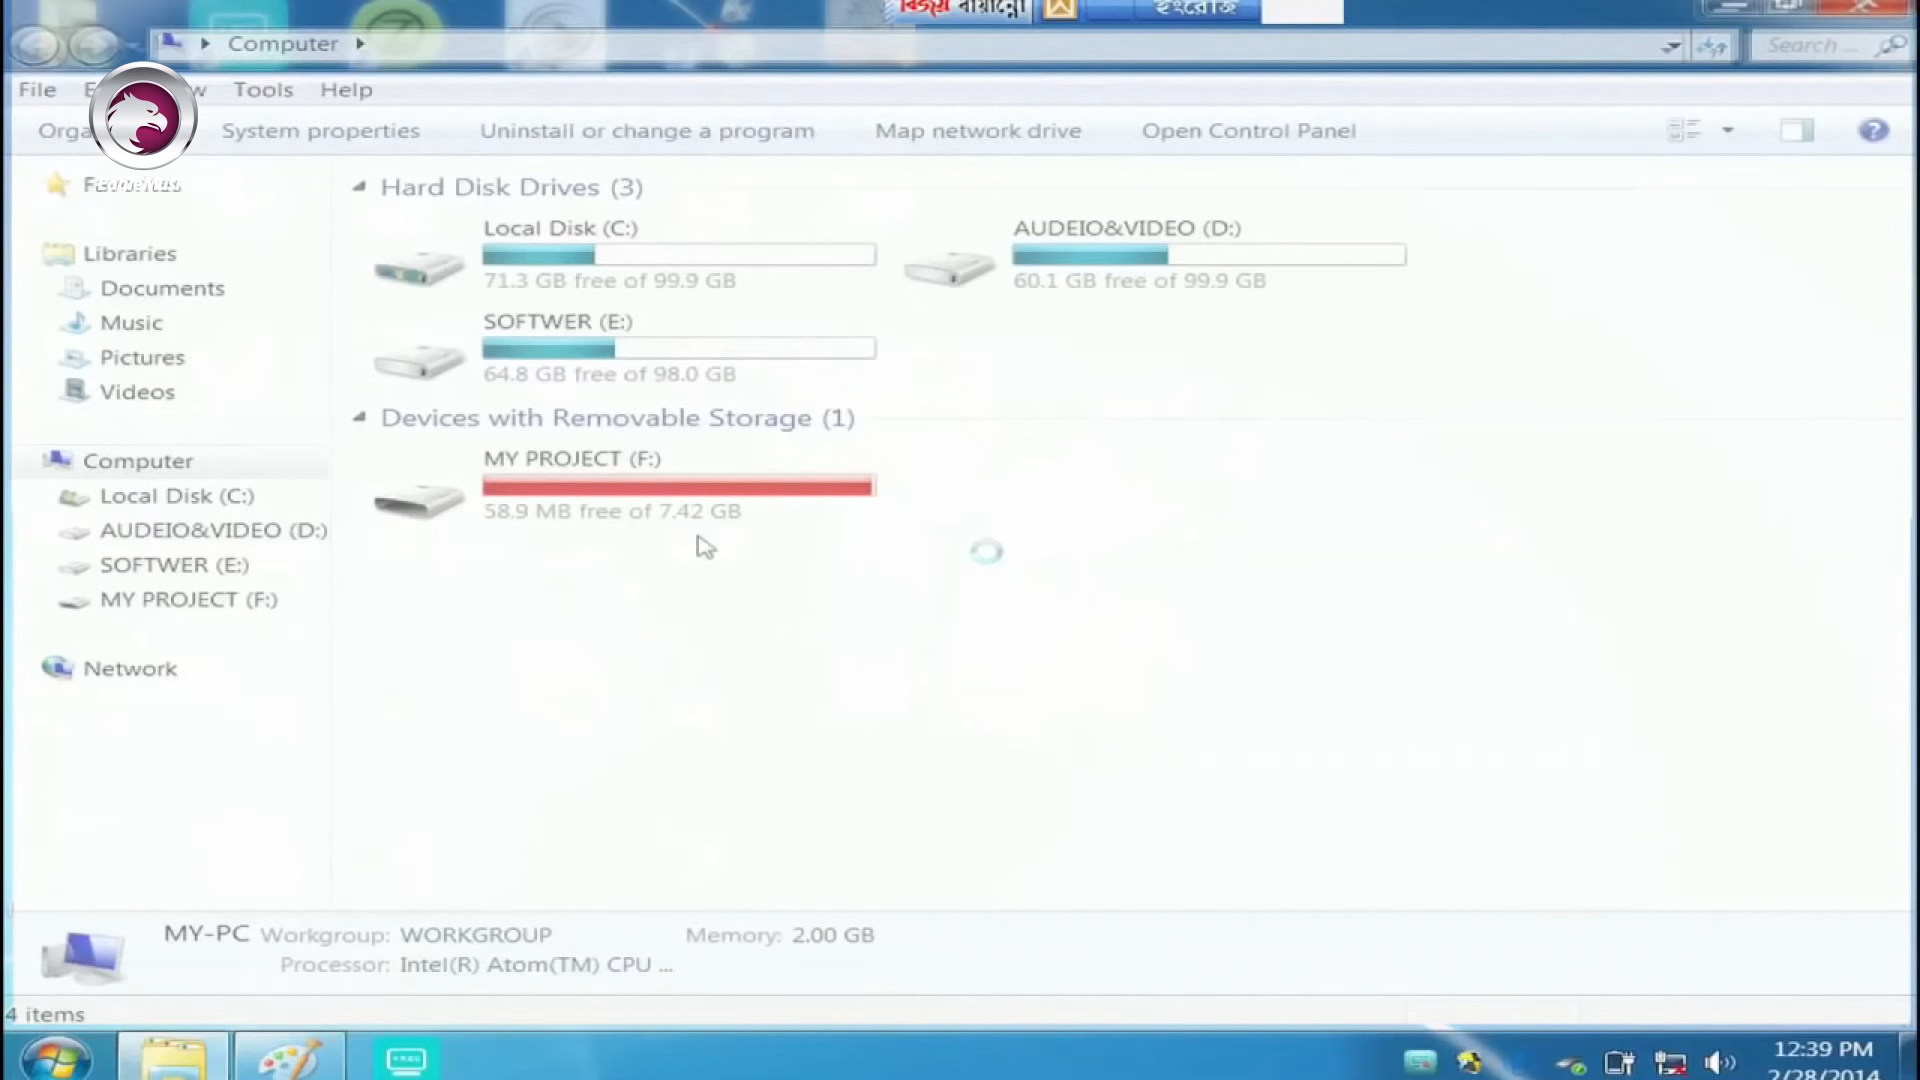 বিজয় বায়ান্নো
ইংরেজি
Computer
Search ...
File
Tools Help
System properties Uninstall or change a program Map network drive Open Control Panel
Hard Disk Drives (3)
Local Disk (C:) AUDEIO&VIDEO (D:)
71.3 GB free of 99.9 GB 60.1 GB free of 99.9 GB
SOFTWER (E:)
64.8 GB free of 98.0 GB
Devices with Removable Storage (1)
MY PROJECT (F:)
58.9 MB free of 7.42 GB
Libraries
Documents
Music
Pictures
Videos
Computer
Local Disk (C:)
AUDEIO&VIDEO (D:)
SOFTWER (E:)
MY PROJECT (F:)
Network
MY-PC Workgroup: WORKGROUP Memory: 2.00 GB
Processor: Intel(R) Atom(TM) CPU ...
4 items
12:39 PM
2/28/2014